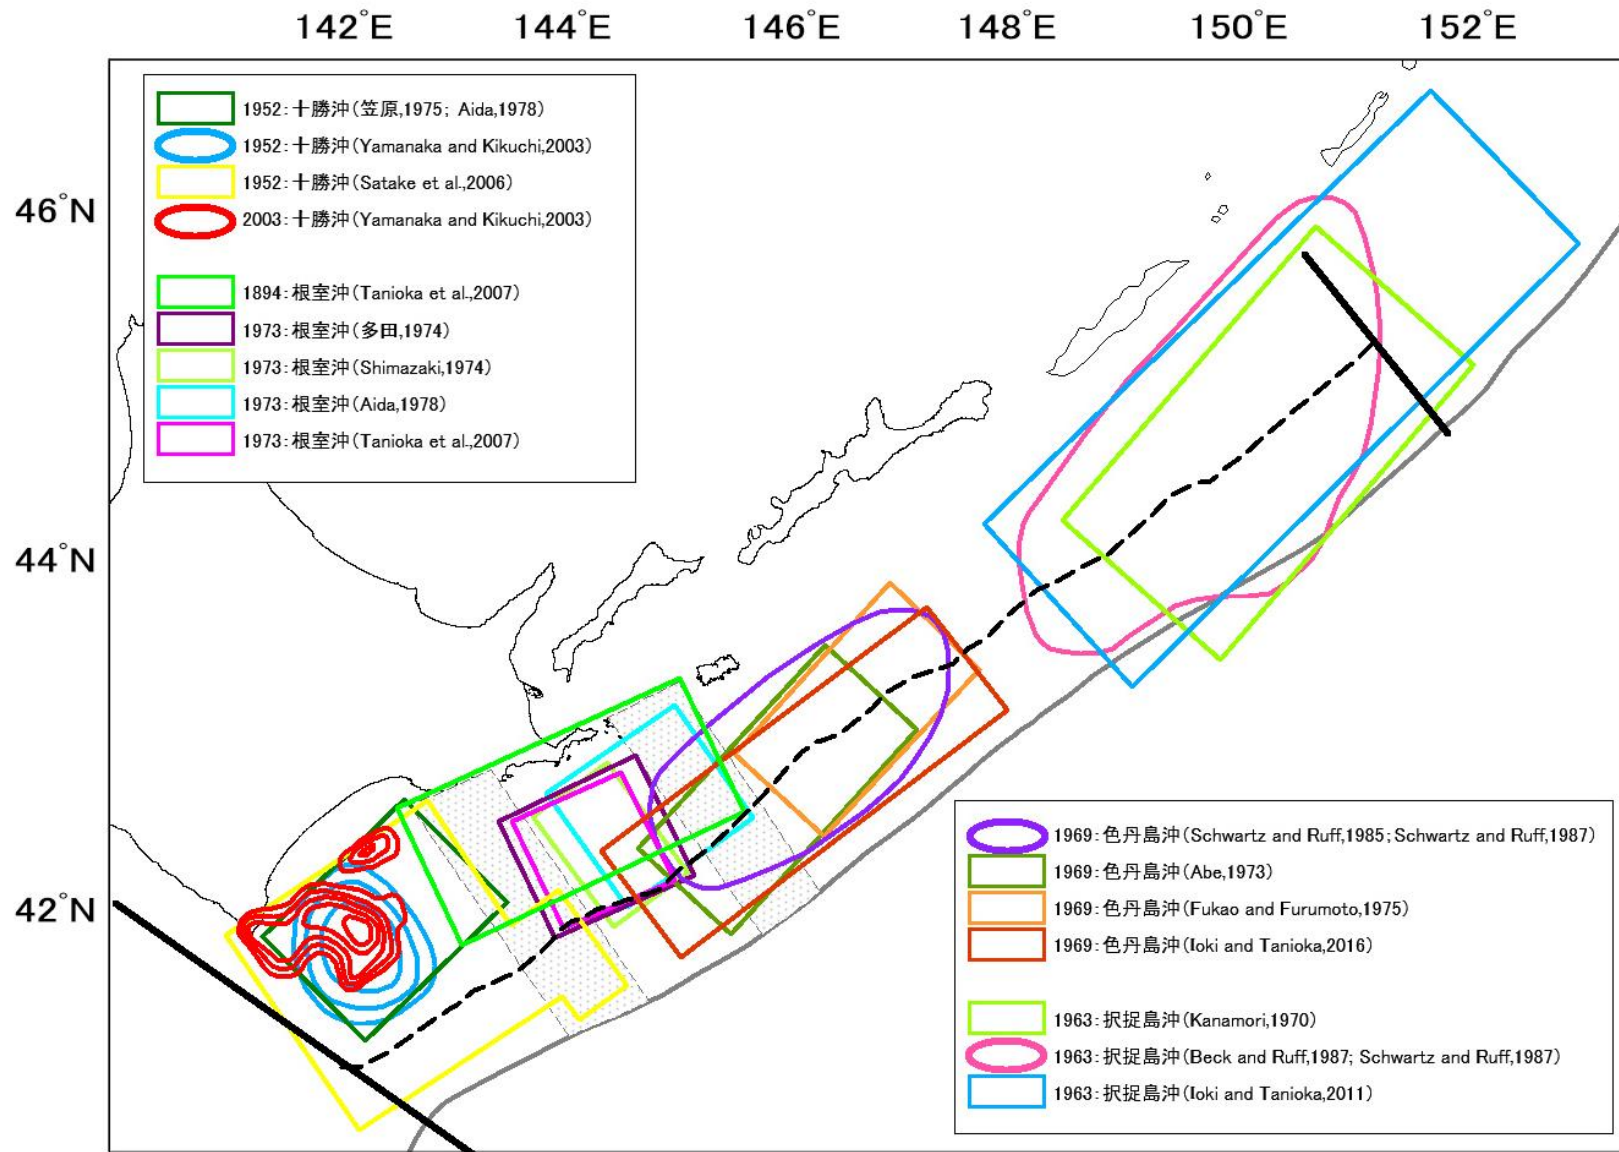 142°E 144°E 146°E 148°E 150°E 152°E
46°N
44°N
42°N
1952：十勝沖（笠原,1975； Aida,1978）
1952：十勝沖（Yamanaka and Kikuchi,2003）
1952：十勝沖（Satake et al.,2006）
2003：十勝沖（Yamanaka and Kikuchi,2003）
1894：根室沖（Tanioka et al.,2007）
1973：根室沖（多田,1974）
1973：根室沖（Shimazaki,1974）
1973：根室沖（Aida,1978）
1973：根室沖（Tanioka et al.,2007）
1969：色丹島沖（Schwartz and Ruff,1985；Schwartz and Ruff,1987）
1969：色丹島沖（Abe,1973）
1969：色丹島沖（Fukao and Furumoto,1975）
1969：色丹島沖（Ioki and Tanioka,2016）
1963：択捉島沖（Kanamori,1970）
1963：択捉島沖（Beck and Ruff,1987； Schwartz and Ruff,1987）
1963：択捉島沖（Ioki and Tanioka,2011）